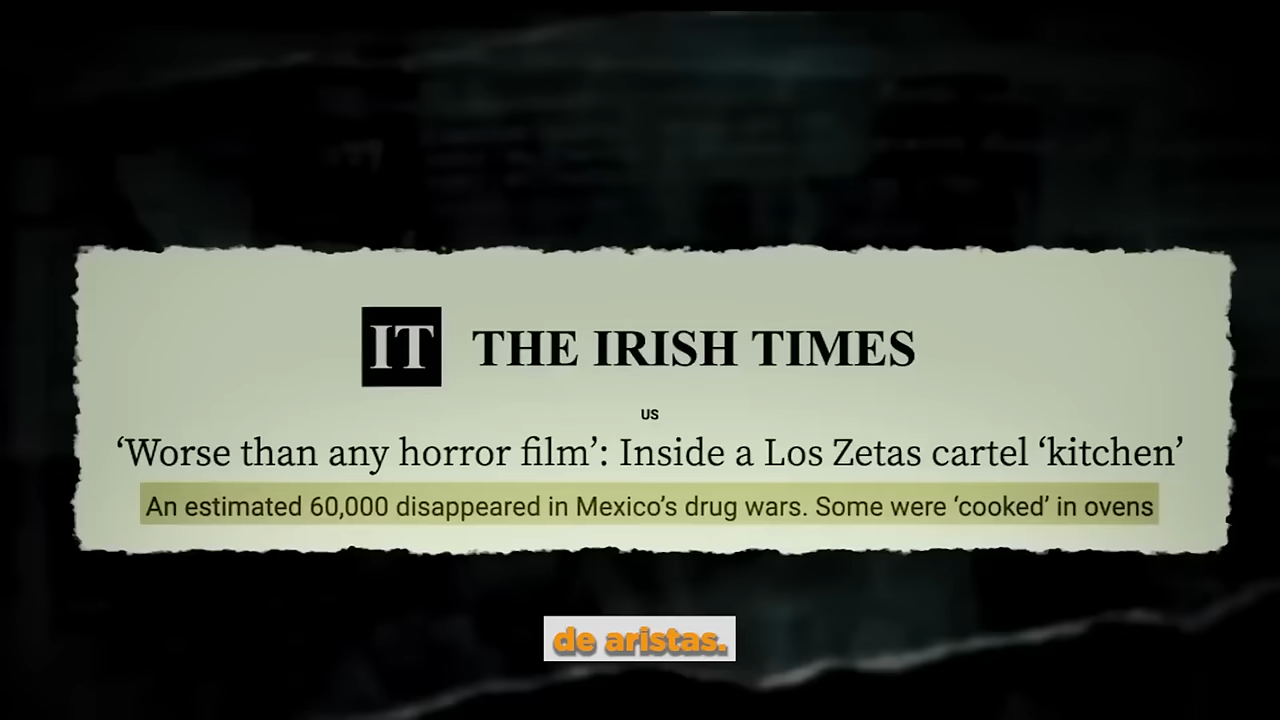 IT THE IRISH TIMES
US
‘Worse than any horror film’: Inside a Los Zetas cartel ‘kitchen’
An estimated 60,000 disappeared in Mexico’s drug wars. Some were ‘cooked’ in ovens
de aristas.